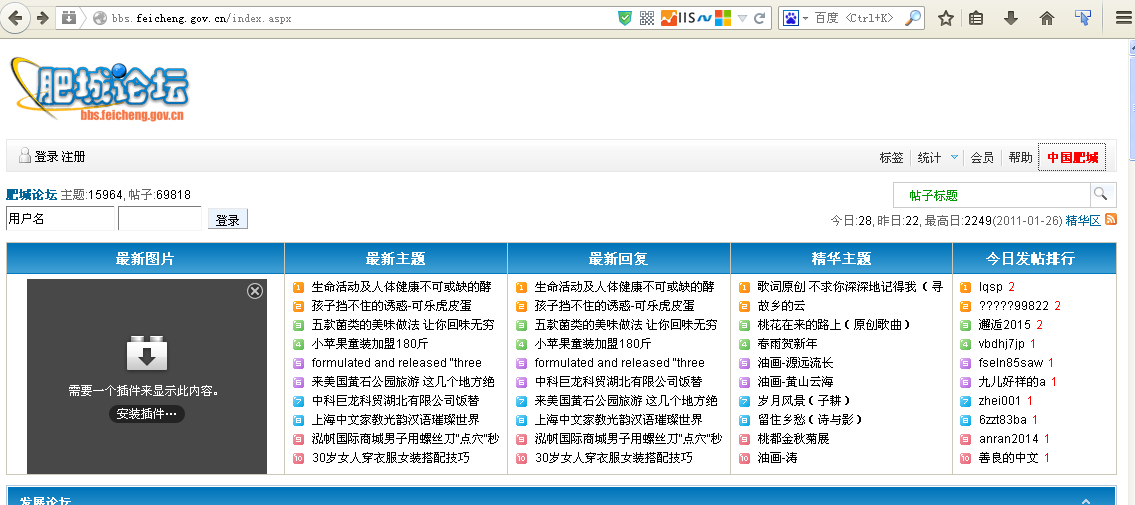 bbs.feicheng.gov.cn/index.aspx
IIS
百度 <Ctrl+K>
肥城论坛
bbs.feicheng.gov.cn
登录 注册
标签 统计 会员 帮助 中国肥城
肥城论坛 主题:15964, 帖子:69818
帖子标题
用户名 登录
今日:28, 昨日:22, 最高日:2249(2011-01-26) 精华区
最新图片 最新主题 最新回复 精华主题 今日发帖排行
需要一个插件来显示此内容。
安装插件…
1 生命活动及人体健康不可或缺的酵
2 孩子挡不住的诱惑-可乐虎皮蛋
3 五款菌类的美味做法 让你回味无穷
4 小苹果童装加盟180斤
5 formulated and released "three
6 来美国黄石公园旅游 这几个地方绝
7 中科巨龙科贸湖北有限公司饭替
8 上海中文家教光韵汉语璀璨世界
9 泓帆国际商城男子用螺丝刀"点穴"秒
10 30岁女人穿衣服女装搭配技巧
1 生命活动及人体健康不可或缺的酵
2 孩子挡不住的诱惑-可乐虎皮蛋
3 五款菌类的美味做法 让你回味无穷
4 小苹果童装加盟180斤
5 formulated and released "three
6 中科巨龙科贸湖北有限公司饭替
7 来美国黄石公园旅游 这几个地方绝
8 上海中文家教光韵汉语璀璨世界
9 泓帆国际商城男子用螺丝刀"点穴"秒
10 30岁女人穿衣服女装搭配技巧
1 歌词原创 不求你深深地记得我（寻
2 故乡的云
3 桃花在来的路上（原创歌曲）
4 春雨贺新年
5 油画-源远流长
6 油画-黄山云海
7 岁月风景（子耕）
8 留住乡愁（诗与影）
9 桃都金秋菊展
10 油画-涛
1 lqsp 2
2 ?????99822 2
3 邂逅2015 2
4 vbdhj7jp 1
5 fseln85saw 1
6 九儿好样的a 1
7 zhei001 1
8 6zzt83ba 1
9 anran2014 1
10 善良的中文 1
发展论坛